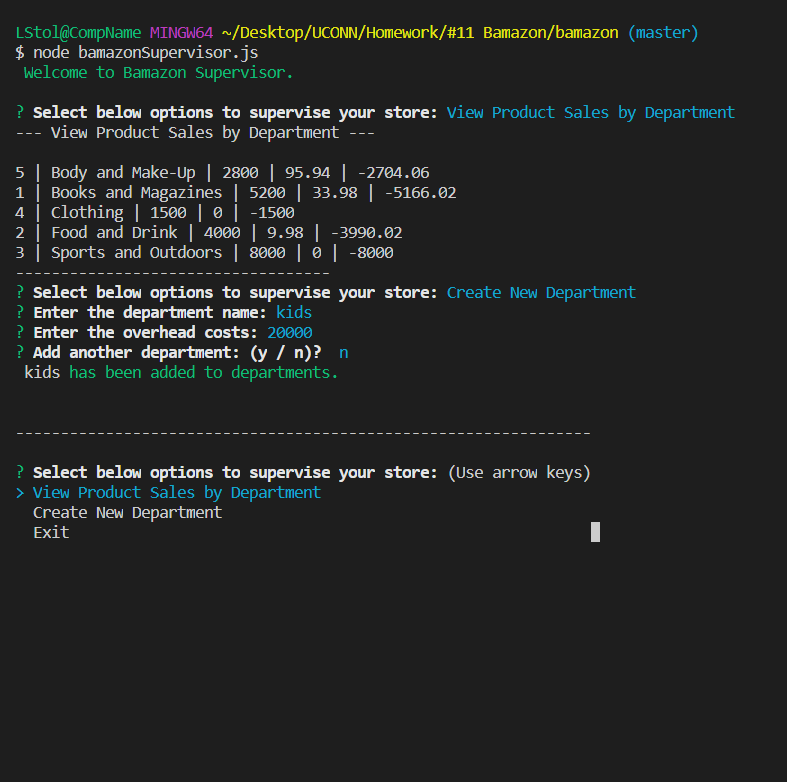 LStol@CompName MINGW64 ~/Desktop/UCONN/Homework/#11 Bamazon/bamazon (master)
$ node bamazonSupervisor.js
Welcome to Bamazon Supervisor.
? Select below options to supervise your store: View Product Sales by Department
--- View Product Sales by Department ---
5 | Body and Make-Up | 2800 | 95.94 | -2704.06
1 | Books and Magazines | 5200 | 33.98 | -5166.02
4 | Clothing | 1500 | 0 | -1500
2 | Food and Drink | 4000 | 9.98 | -3990.02
3 | Sports and Outdoors | 8000 | 0 | -8000
-----------------------------------
? Select below options to supervise your store: Create New Department
? Enter the department name: kids
? Enter the overhead costs: 20000
? Add another department: (y / n)?  n
kids has been added to departments.
----------------------------------------------------------------
? Select below options to supervise your store: (Use arrow keys)
> View Product Sales by Department
Create New Department
Exit